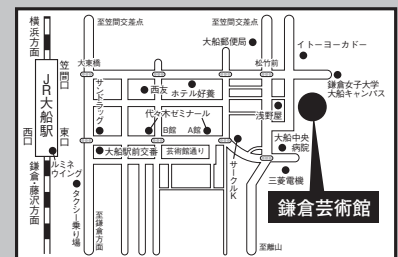 横浜方面
至笠間交差点
至笠間交差点
大船郵便局
イトーヨーカドー
笠間口
大東橋
松竹前
西友
ホテル好養
鎌倉女子大学
大船キャンパス
JR大船駅
サンドラッグ
浅野屋
代々木セミナール
B館
A館
西口
東口
大船中央
病院
大船駅前交番
芸術館通り
ルミネ
ウイング
サークルK
三菱電機
鎌倉・藤沢方面
タクシー乗り場
鎌倉芸術館
至鎌倉方面
至離山